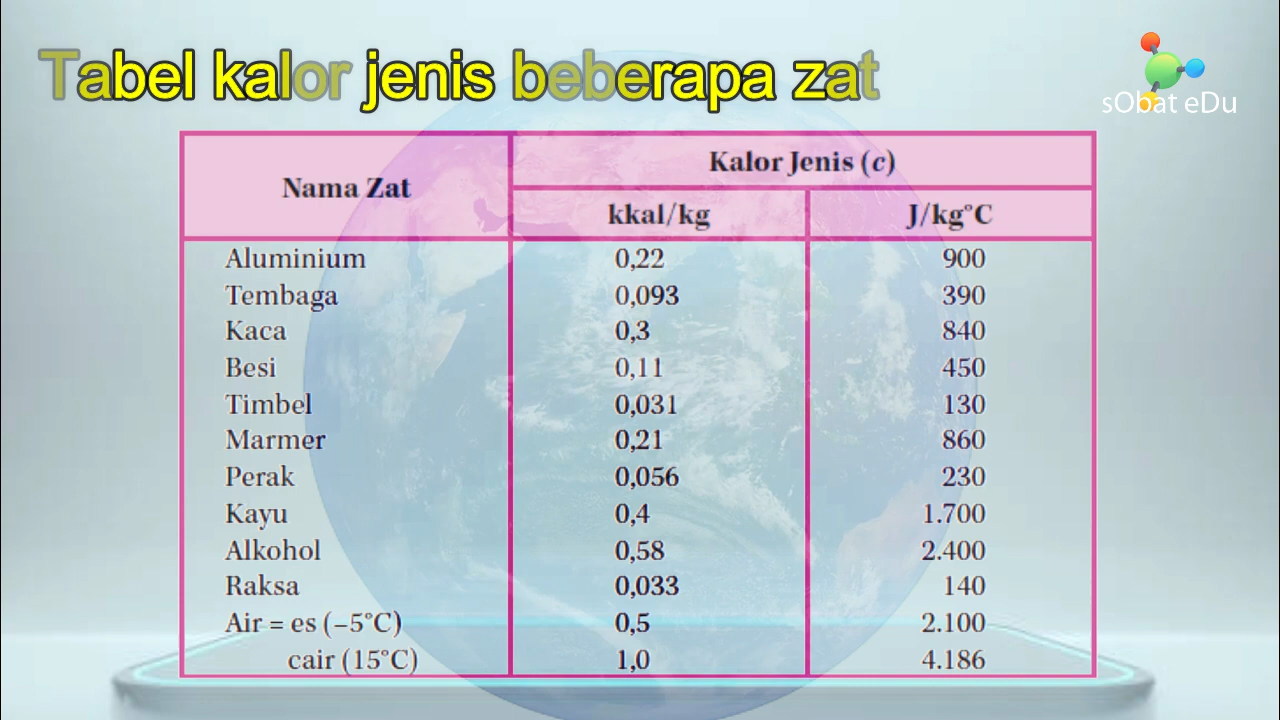 Tabel kalor jenis beberapa zat
sObat eDu
Nama Zat
Kalor Jenis (c)
kkal/kg
J/kg°C
Aluminium 0,22 900
Tembaga 0,093 390
Kaca 0,3 840
Besi 0,11 450
Timbel 0,031 130
Marmer 0,21 860
Perak 0,056 230
Kayu 0,4 1.700
Alkohol 0,58 2.400
Raksa 0,033 140
Air = es (–5°C) 0,5 2.100
cair (15°C) 1,0 4.186